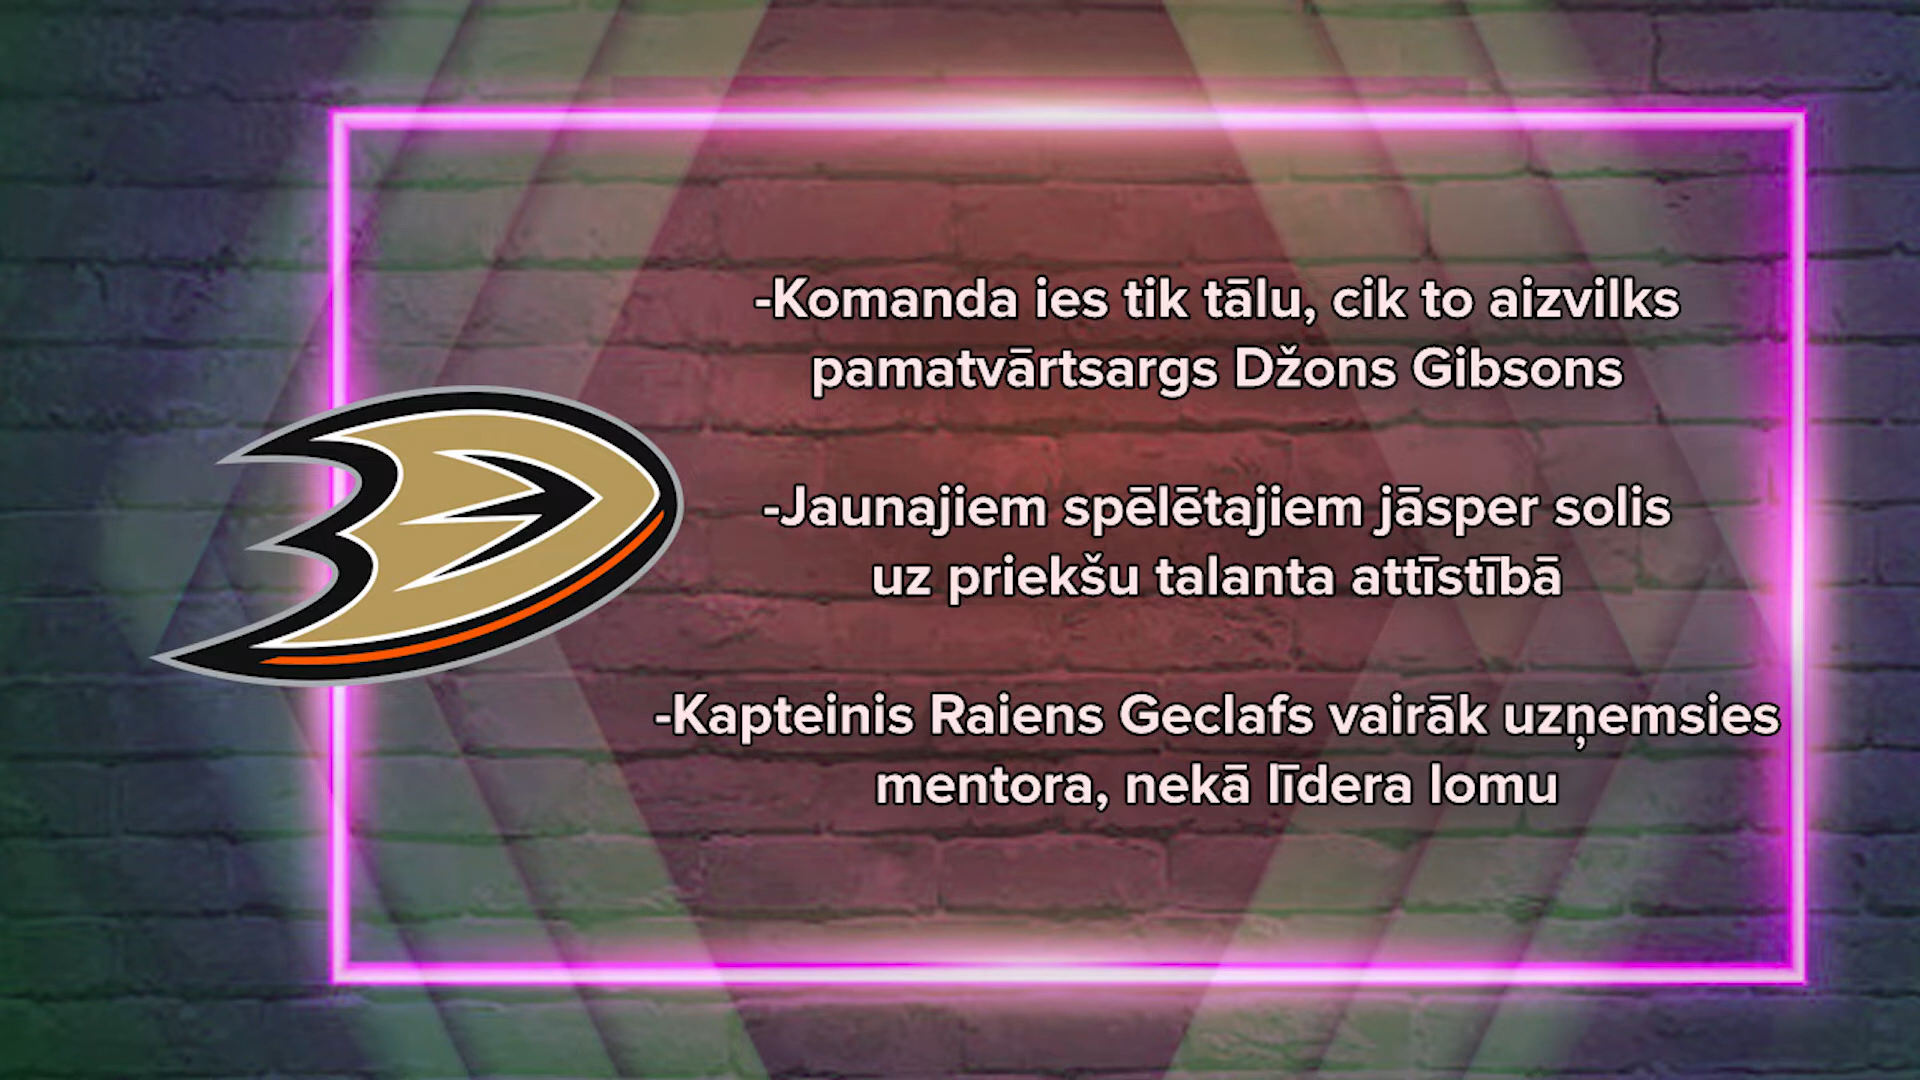 -Komanda ies tik tālu, cik to aizvilks
pamatvārtsargs Džons Gibsons
-Jaunajiem spēlētajiem jāsper solis
uz priekšu talanta attīstībā
-Kapteinis Raiens Geclafs vairāk uzņemsies
mentora, nekā līdera lomu